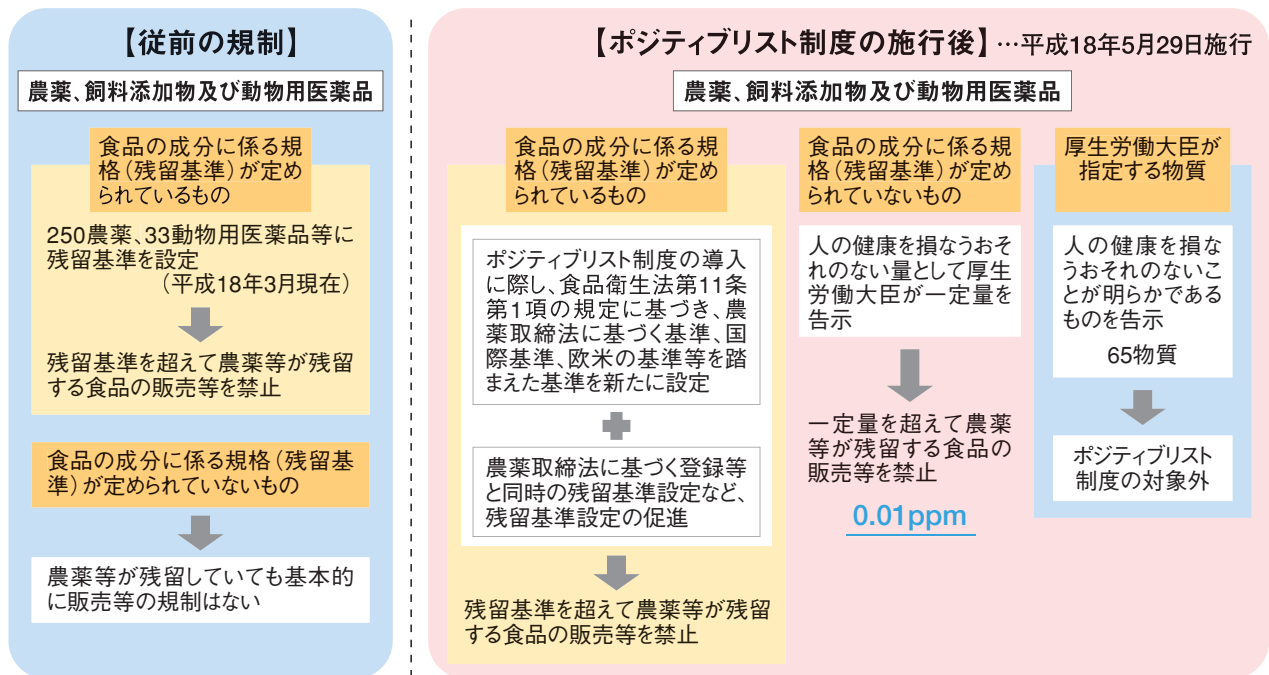 【従前の規制】
農薬、飼料添加物及び動物用医薬品
食品の成分に係る規
格（残留基準）が定め
られているもの
250農薬、33動物用医薬品等に
残留基準を設定
（平成18年3月現在）
残留基準を超えて農薬等が残留
する食品の販売等を禁止
食品の成分に係る規格（残留基
準）が定められていないもの
農薬等が残留していても基本的
に販売等の規制はない
【ポジティブリスト制度の施行後】…平成18年5月29日施行
農薬、飼料添加物及び動物用医薬品
食品の成分に係る規
格（残留基準）が定め
られているもの
ポジティブリスト制度の導入
に際し、食品衛生法第11条
第1項の規定に基づき、農
薬取締法に基づく基準、国
際基準、欧米の基準等を踏
まえた基準を新たに設定
農薬取締法に基づく登録等
と同時の残留基準設定など、
残留基準設定の促進
残留基準を超えて農薬等が残留
する食品の販売等を禁止
食品の成分に係る規
格（残留基準）が定め
られていないもの
人の健康を損なうおそ
れのない量として厚生
労働大臣が一定量を
告示
一定量を超えて農薬
等が残留する食品の
販売等を禁止
0.01ppm
厚生労働大臣が
指定する物質
人の健康を損な
うおそれのないこ
とが明らかである
ものを告示
65物質
ポジティブリスト
制度の対象外